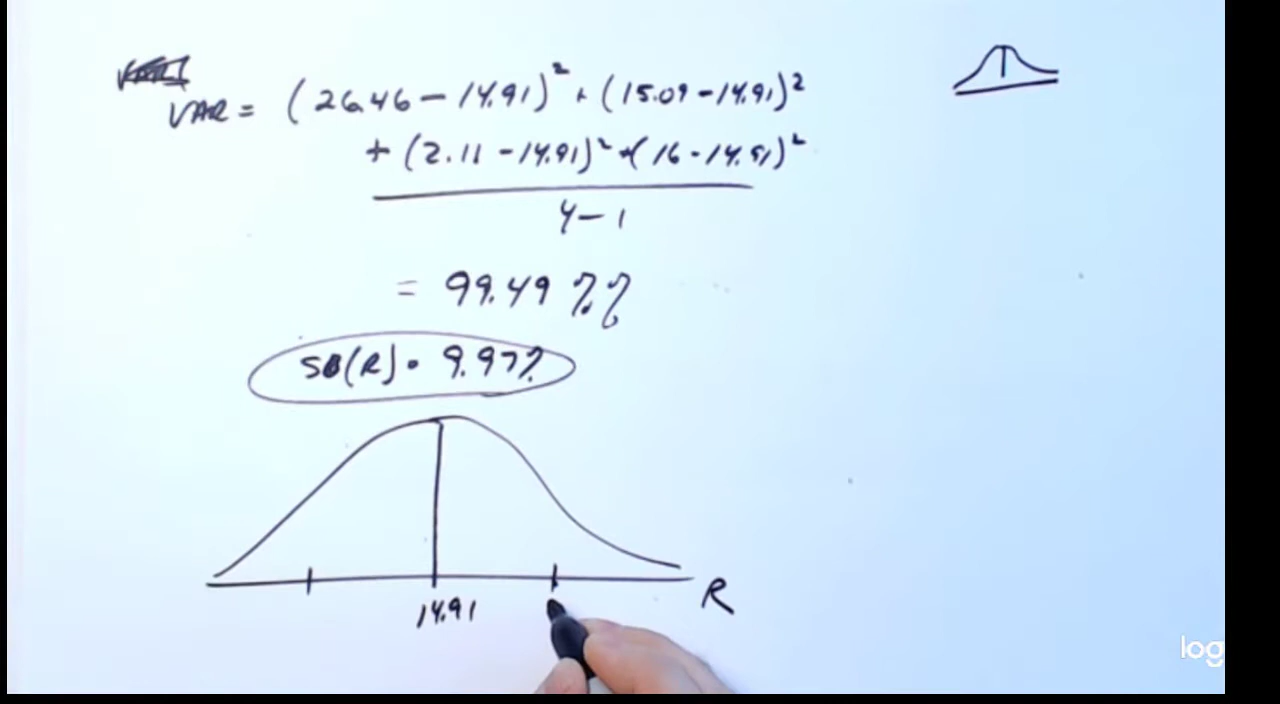 VAR = (26.46 - 14.91)² + (15.09 - 14.91)²
+ (2.11 - 14.91)² + (16 - 14.91)²
4 - 1
= 99.49 %%
SD(R) = 9.97%
14.91
R
log